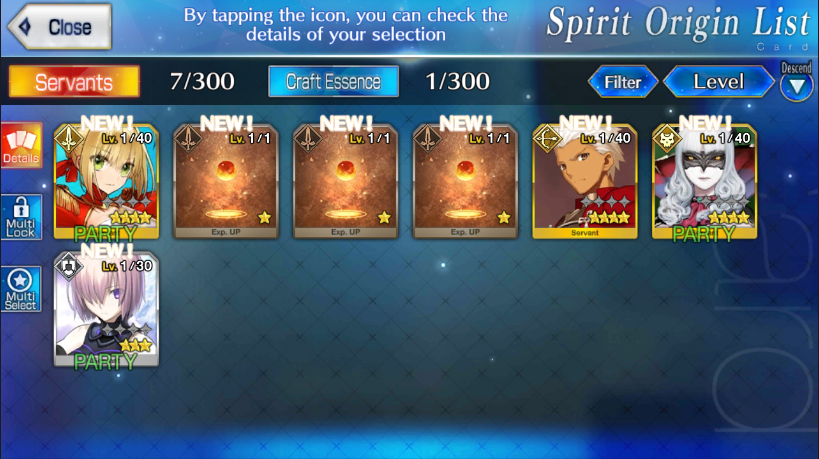 Close
By tapping the icon, you can check the
details of your selection
Spirit Origin List
Card
Servants
7/300
Craft Essence
1/300
Filter
Level
Descend
Details
Multi
Lock
Multi
Select
NEW!
Lv. 1/40
PARTY
NEW!
Lv. 1/1
Exp. UP
NEW!
Lv. 1/1
Exp. UP
NEW!
Lv. 1/1
Exp. UP
NEW!
Lv. 1/40
Servant
NEW!
Lv. 1/40
PARTY
NEW!
Lv. 1/30
PARTY